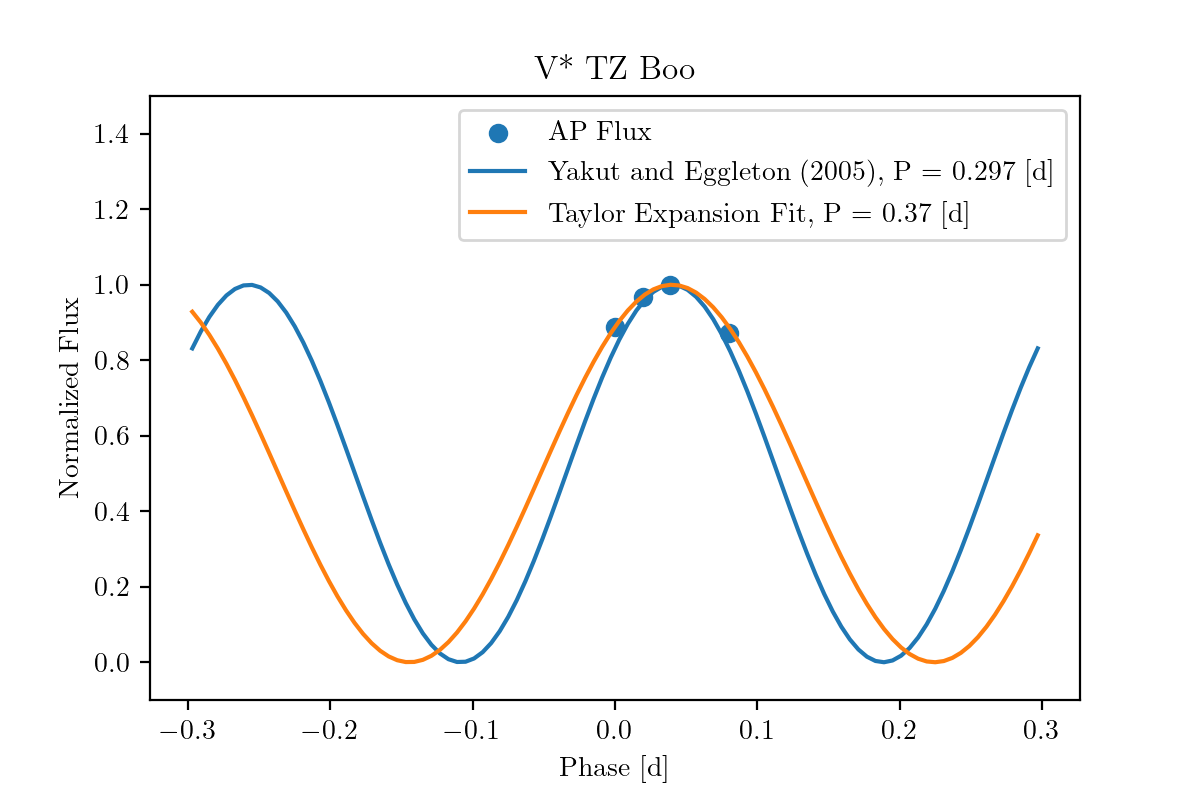 V* TZ Boo
AP Flux
Yakut and Eggleton (2005), P = 0.297 [d]
Taylor Expansion Fit, P = 0.37 [d]
Normalized Flux
1.4
1.2
1.0
0.8
0.6
0.4
0.2
0.0
−0.3 −0.2 −0.1 0.0 0.1 0.2 0.3
Phase [d]